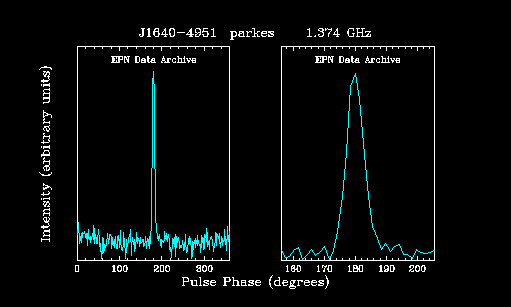 J1640-4951 parkes 1.374 GHz
EPN Data Archive EPN Data Archive
Intensity (arbitrary units)
0 100 200 300 160 170 180 190 200
Pulse Phase (degrees)